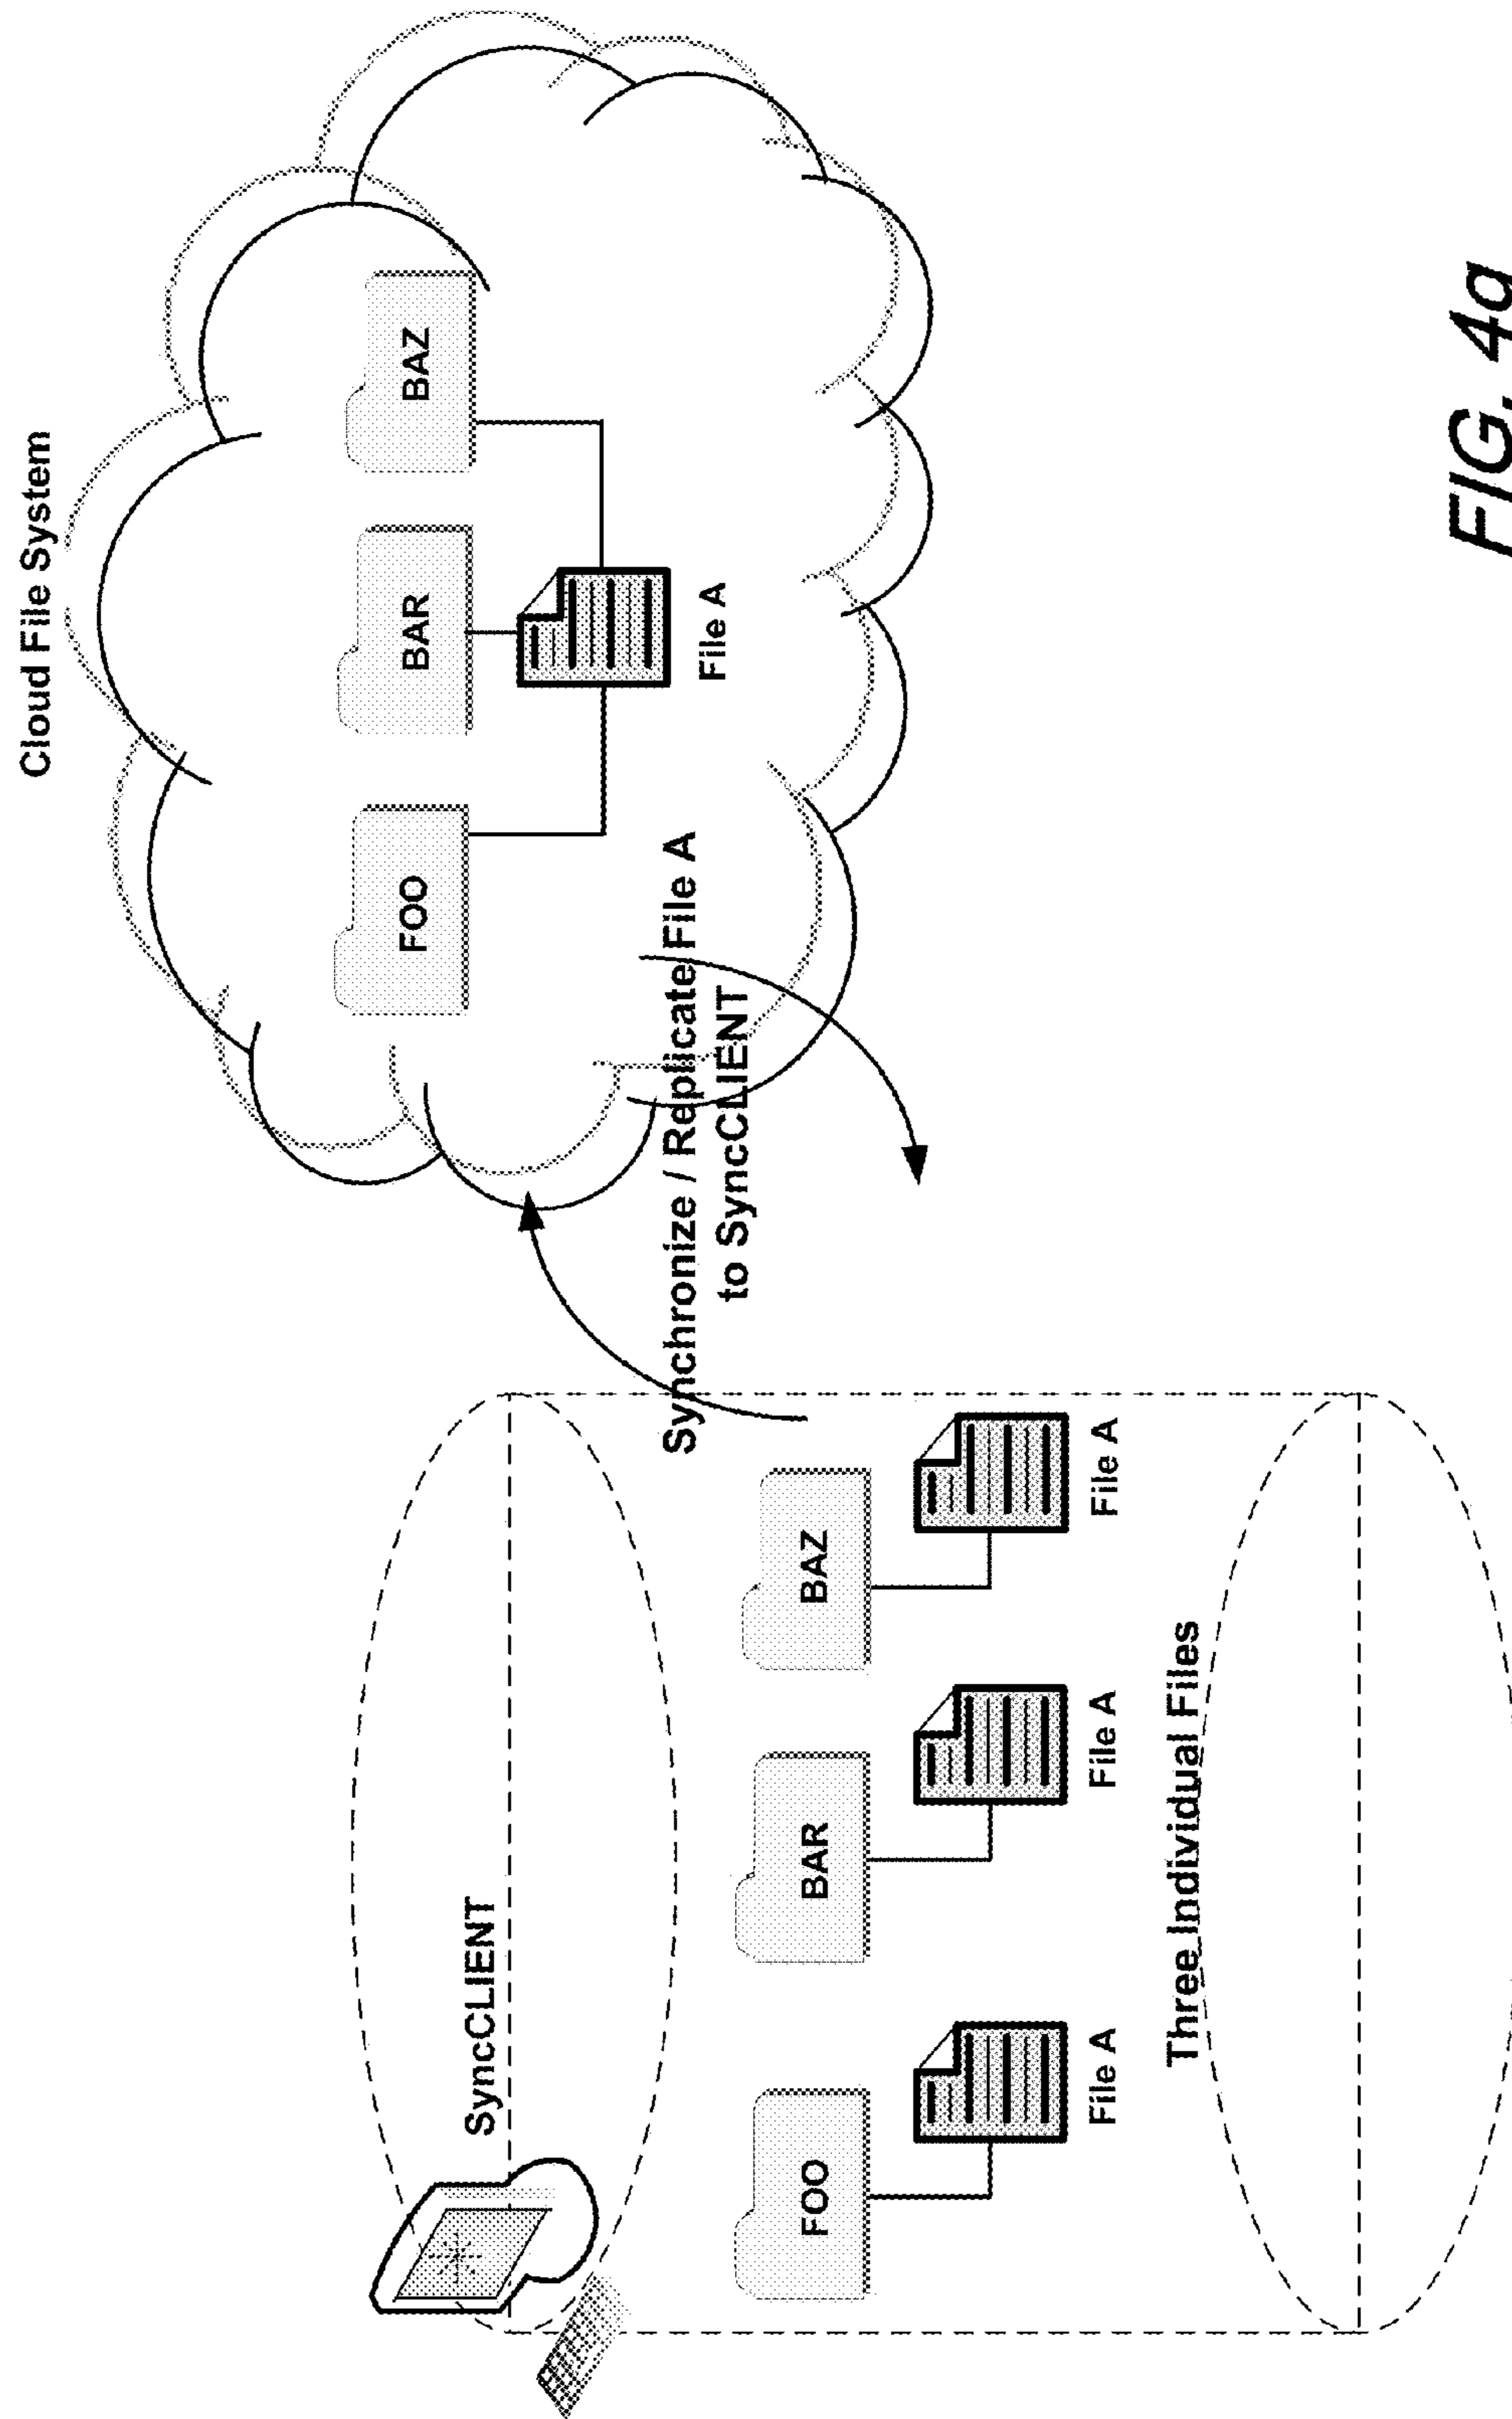 Cloud File System
SyncCLIENT
FOO
BAR
BAZ
File A
Synchronize / Replicate File A
to SyncCLIENT
FOO
BAR
BAZ
File A
File A
File A
Three Individual Files
FIG. 4a